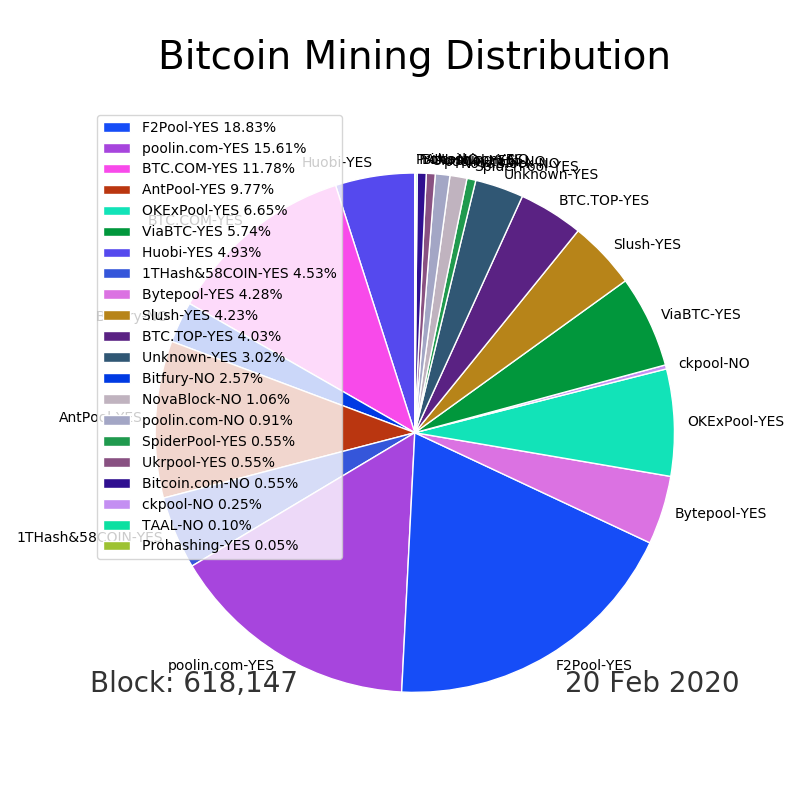 Bitcoin Mining Distribution
F2Pool-YES 18.83%
poolin.com-YES 15.61%
BTC.COM-YES 11.78%
AntPool-YES 9.77%
OKExPool-YES 6.65%
ViaBTC-YES 5.74%
Huobi-YES 4.93%
1THash&58COIN-YES 4.53%
Bytepool-YES 4.28%
Slush-YES 4.23%
BTC.TOP-YES 4.03%
Unknown-YES 3.02%
Bitfury-NO 2.57%
NovaBlock-NO 1.06%
poolin.com-NO 0.91%
SpiderPool-YES 0.55%
Ukrpool-YES 0.55%
Bitcoin.com-NO 0.55%
ckpool-NO 0.25%
TAAL-NO 0.10%
Prohashing-YES 0.05%
Huobi-YES
BTC.COM-YES
AntPool-YES
1THash&58COIN-YES
poolin.com-YES
SpiderPool-YES
Unknown-YES
BTC.TOP-YES
Slush-YES
ViaBTC-YES
ckpool-NO
OKExPool-YES
Bytepool-YES
F2Pool-YES
Block: 618,147
20 Feb 2020